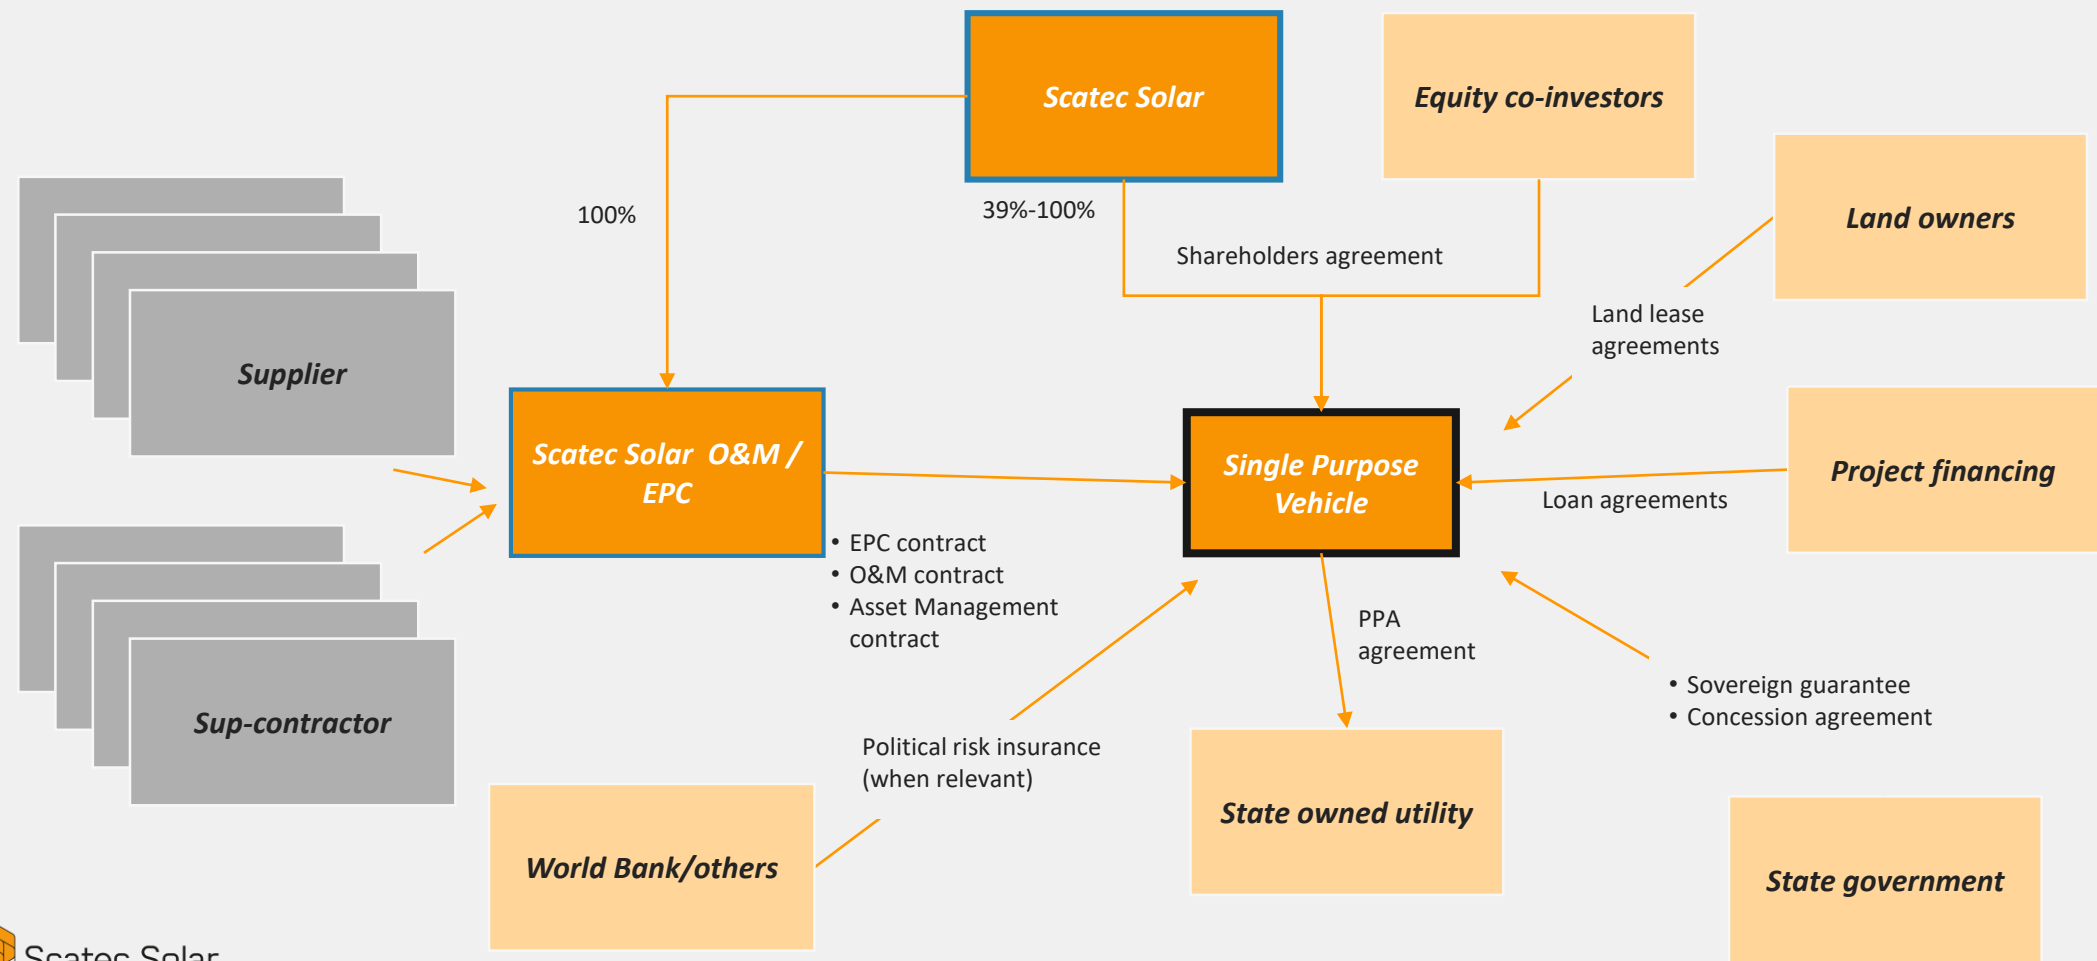 Scatec Solar
Equity co-investors
Land owners
100%
39%-100%
Shareholders agreement
Land lease
agreements
Supplier
Scatec Solar O&M /
EPC
Single Purpose
Vehicle
Project financing
Loan agreements
• EPC contract
• O&M contract
• Asset Management
contract
PPA
agreement
• Sovereign guarantee
• Concession agreement
Sup-contractor
Political risk insurance
(when relevant)
State owned utility
World Bank/others
State government
Scatec Solar